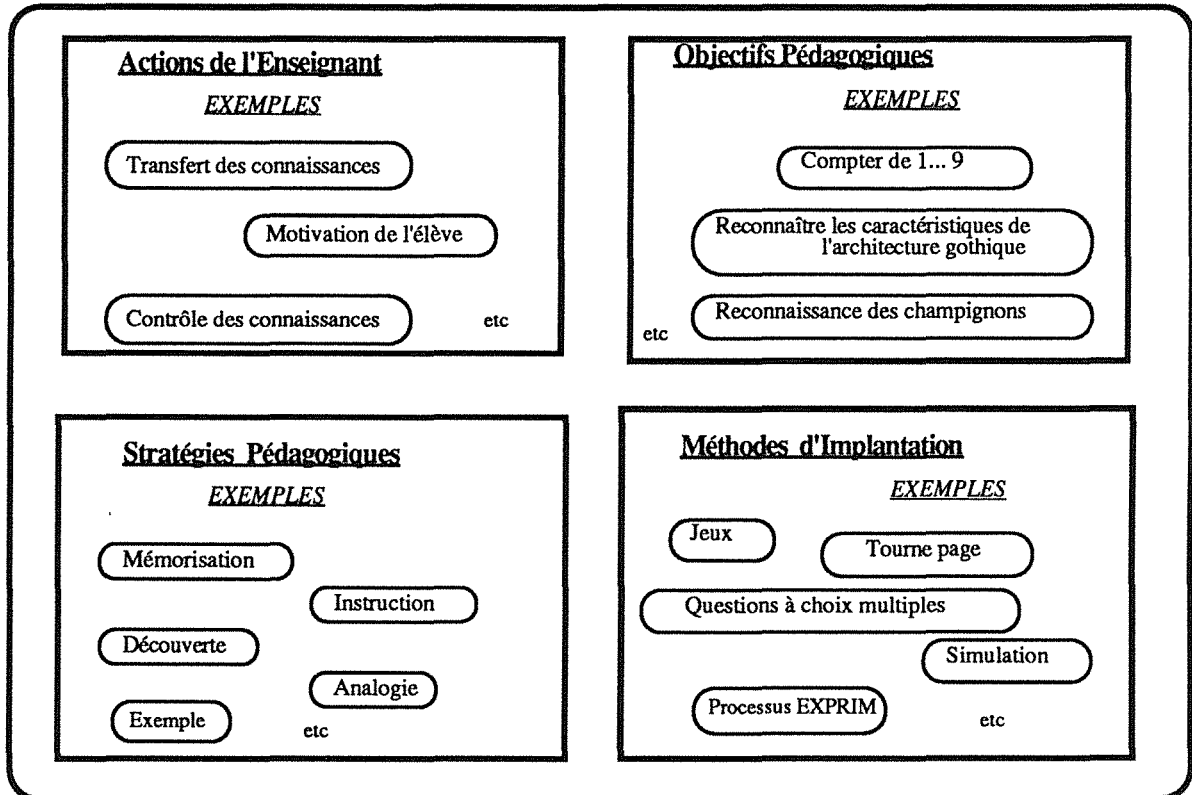 Actions de l'Enseignant
EXEMPLES
Transfert des connaissances
Motivation de l'élève
Contrôle des connaissances
etc
Objectifs Pédagogiques
EXEMPLES
Compter de 1... 9
Reconnaître les caractéristiques de
l'architecture gothique
Reconnaissance des champignons
etc
Stratégies Pédagogiques
EXEMPLES
Mémorisation
Instruction
Découverte
Analogie
Exemple
etc
Méthodes d'Implantation
EXEMPLES
Jeux
Tourne page
Questions à choix multiples
Simulation
Processus EXPRIM
etc